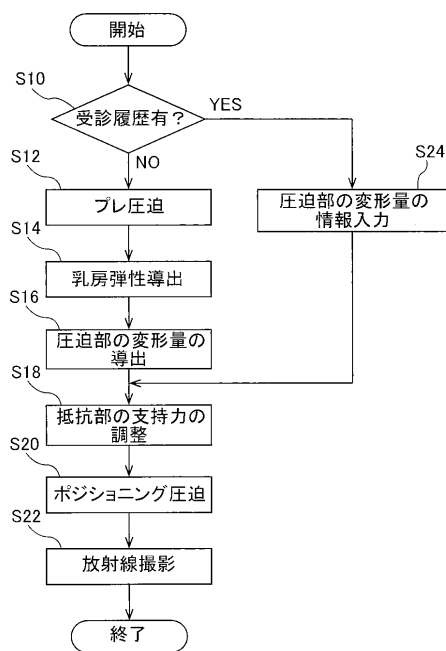 開始
S10
受診履歴有？
YES
NO
S24
圧迫部の変形量の
情報入力
S12
プレ圧迫
S14
乳房弾性導出
S16
圧迫部の変形量の
導出
S18
抵抗部の支持力の
調整
S20
ポジショニング圧迫
S22
放射線撮影
終了